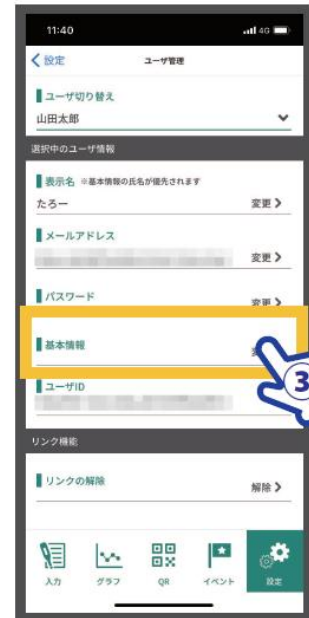 11:40
4G
設定
ユーザ管理
ユーザ切り替え
山田太郎
選択中のユーザ情報
表示名 ※基本情報の氏名が優先されます
たろー
変更
メールアドレス
変更
パスワード
変更
基本情報
3
ユーザID
リンク機能
リンクの解除
解除
入力
グラフ
QR
イベント
設定